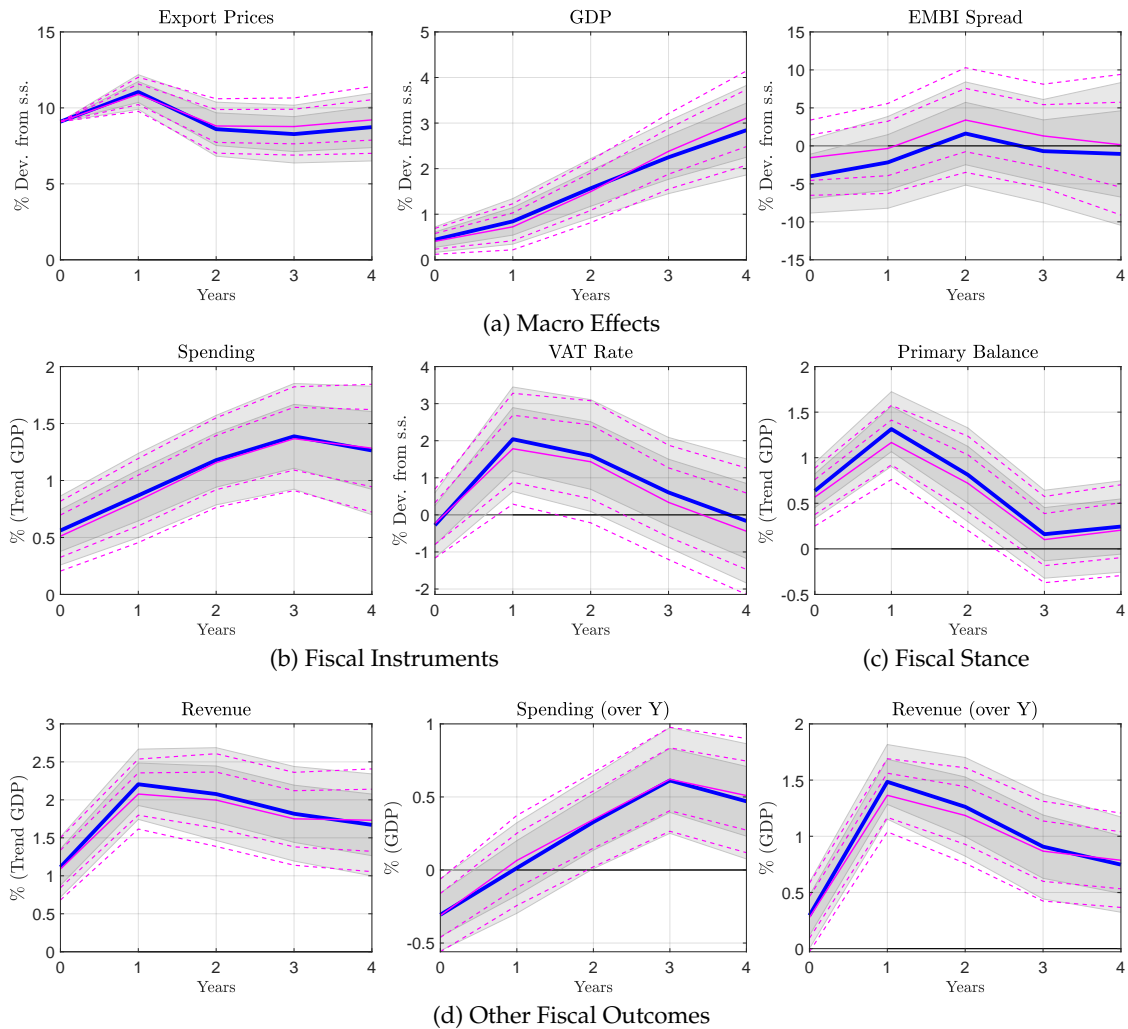 Export Prices
% Dev. from s.s.
15
10
5
0
0 1 2 3 4
Years
GDP
% Dev. from s.s.
5
4
3
2
1
0
0 1 2 3 4
Years
EMBI Spread
% Dev. from s.s.
15
10
5
0
-5
-10
-15
0 1 2 3 4
Years
(a) Macro Effects
Spending
% (Trend GDP)
2
1.5
1
0.5
0
0 1 2 3 4
Years
VAT Rate
% Dev. from s.s.
4
3
2
1
0
-1
-2
0 1 2 3 4
Years
(b) Fiscal Instruments
Primary Balance
% (Trend GDP)
2
1.5
1
0.5
0
-0.5
0 1 2 3 4
Years
(c) Fiscal Stance
Revenue
% (Trend GDP)
3
2.5
2
1.5
1
0.5
0
0 1 2 3 4
Years
Spending (over Y)
% (GDP)
1
0.5
0
-0.5
0 1 2 3 4
Years
Revenue (over Y)
% (GDP)
2
1.5
1
0.5
0
0 1 2 3 4
Years
(d) Other Fiscal Outcomes